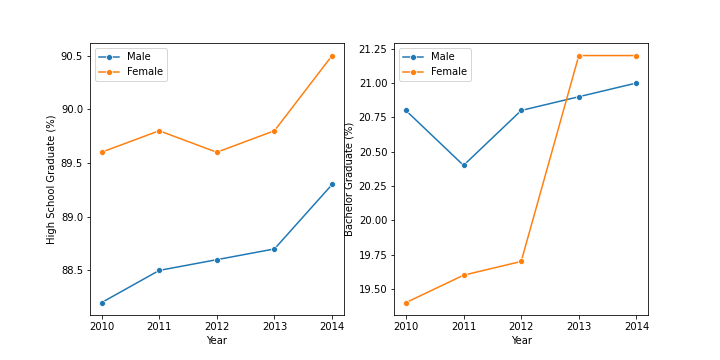 High School Graduate (%)
90.5
90.0
89.5
89.0
88.5
Male
Female
2010 2011 2012 2013 2014
Year
Bachelor Graduate (%)
21.25
21.00
20.75
20.50
20.25
20.00
19.75
19.50
Male
Female
2010 2011 2012 2013 2014
Year